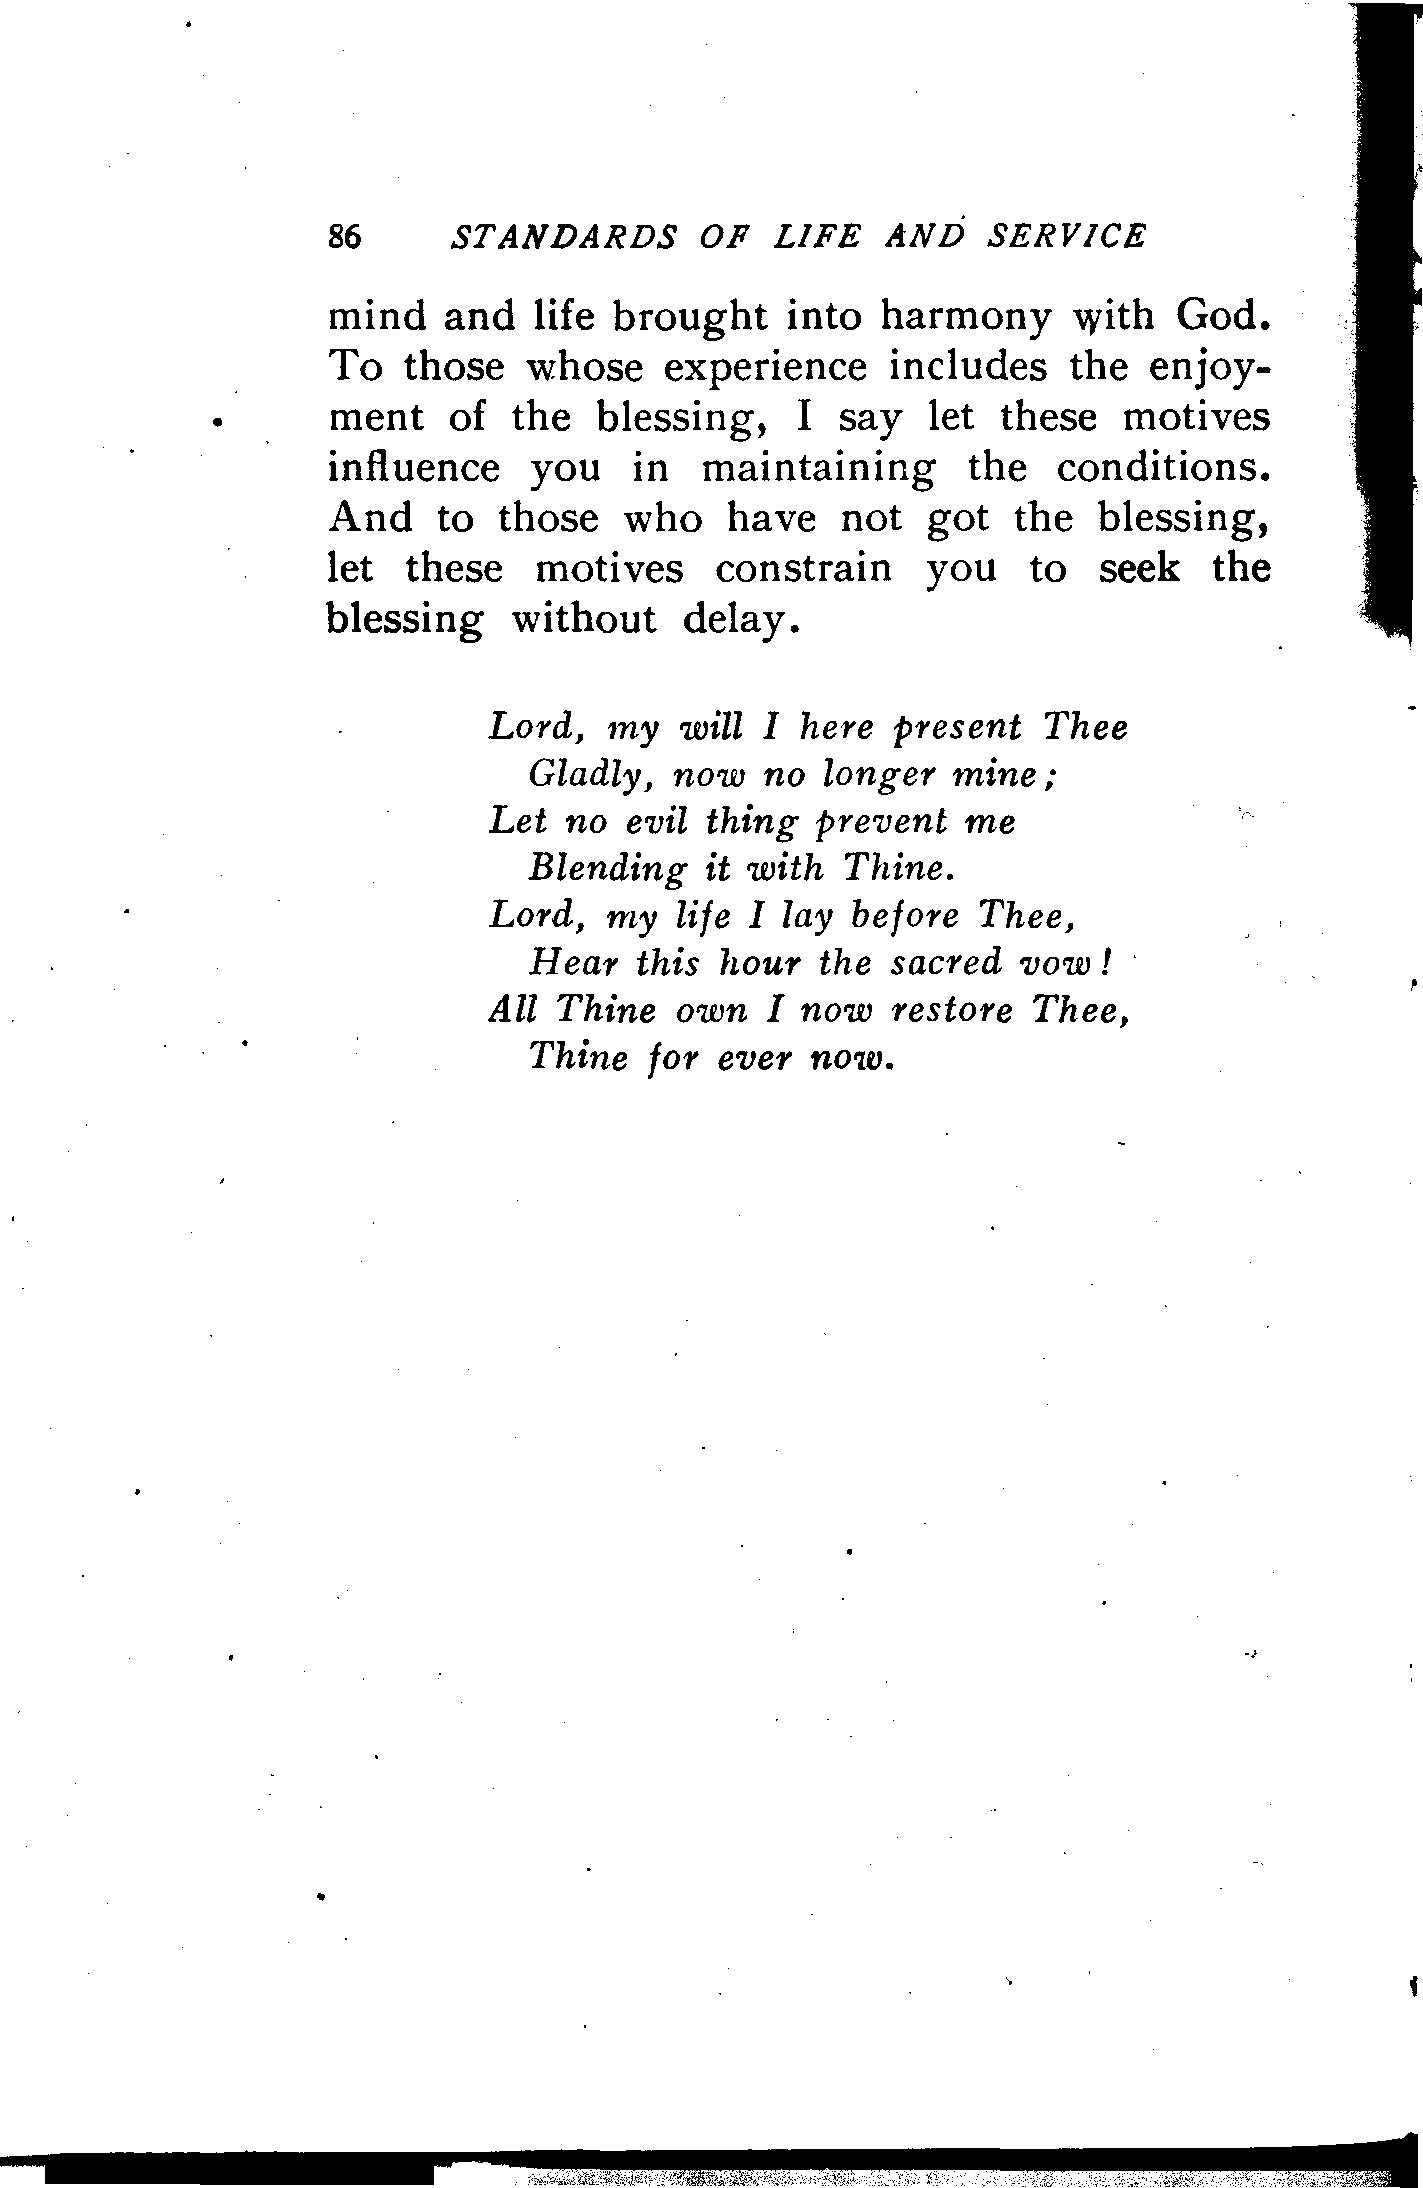 86 STANDARDS OF LIFE AND SERVICE
mind and life brought into harmony with God.
To those whose experience includes the enjoy-
ment of the blessing, I say let these motives
influence you in maintaining the conditions.
And to those who have not got the blessing,
let these motives constrain you to seek the
blessing without delay.
Lord, my will I here present Thee
Gladly, now no longer mine;
Let no evil thing prevent me
Blending it with Thine.
Lord, my life I lay before Thee,
Hear this hour the sacred vow!
All Thine own I now restore Thee,
Thine for ever now.